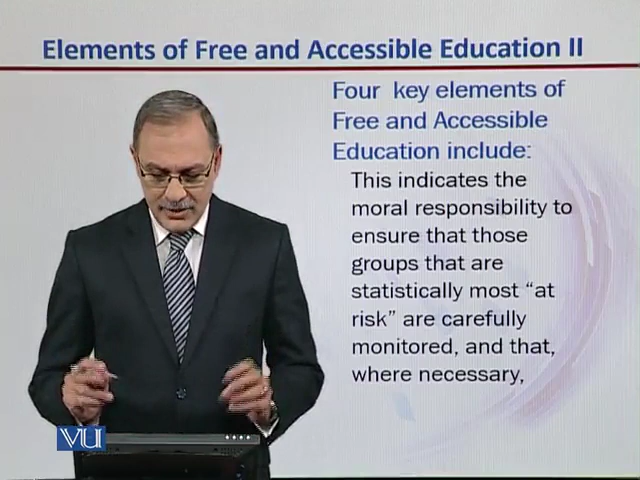 Elements of Free and Accessible Education II
Four key elements of
Free and Accessible
Education include:
This indicates the
moral responsibility to
ensure that those
groups that are
statistically most “at
risk” are carefully
monitored, and that,
where necessary,
VU